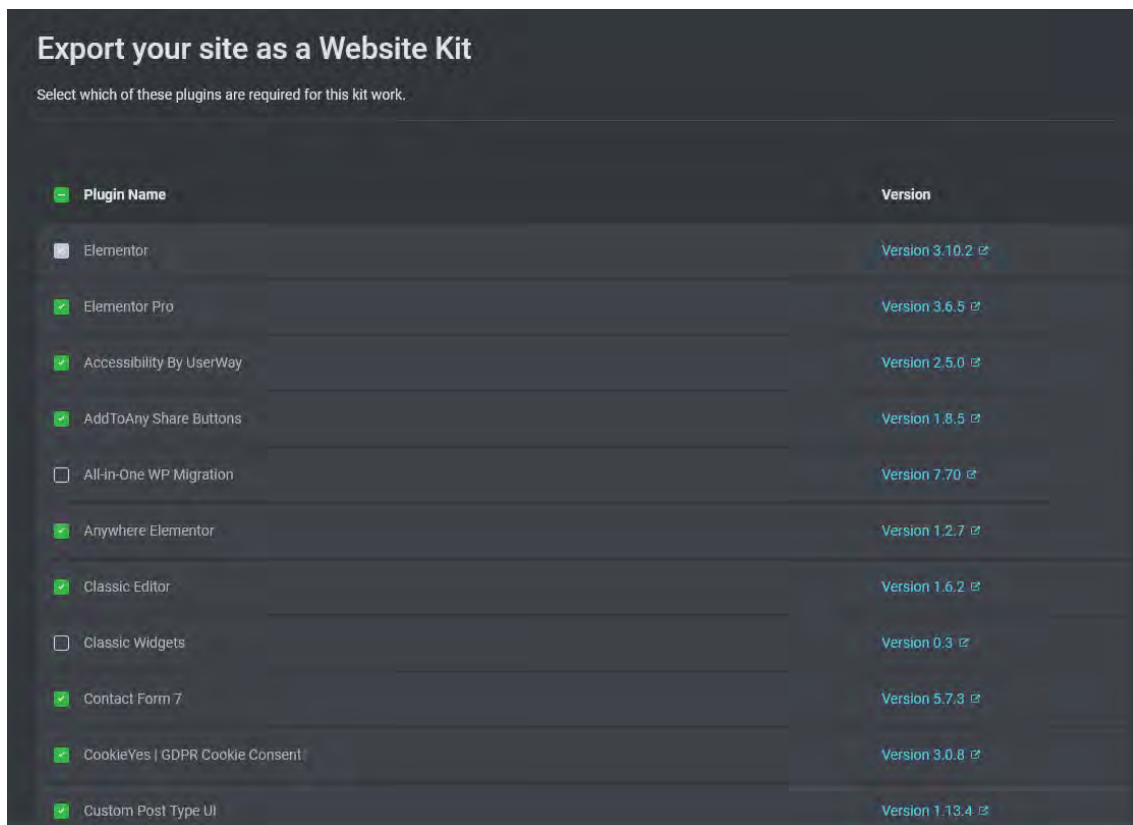 Export your site as a Website Kit
Select which of these plugins are required for this kit work.
Plugin Name Version
Elementor Version 3.10.2
Elementor Pro Version 3.6.5
Accessibility By UserWay Version 2.5.0
AddToAny Share Buttons Version 1.8.5
All-in-One WP Migration Version 7.70
Anywhere Elementor Version 1.2.7
Classic Editor Version 1.6.2
Classic Widgets Version 0.3
Contact Form 7 Version 5.7.3
CookieYes | GDPR Cookie Consent Version 3.0.8
Custom Post Type UI Version 1.13.4